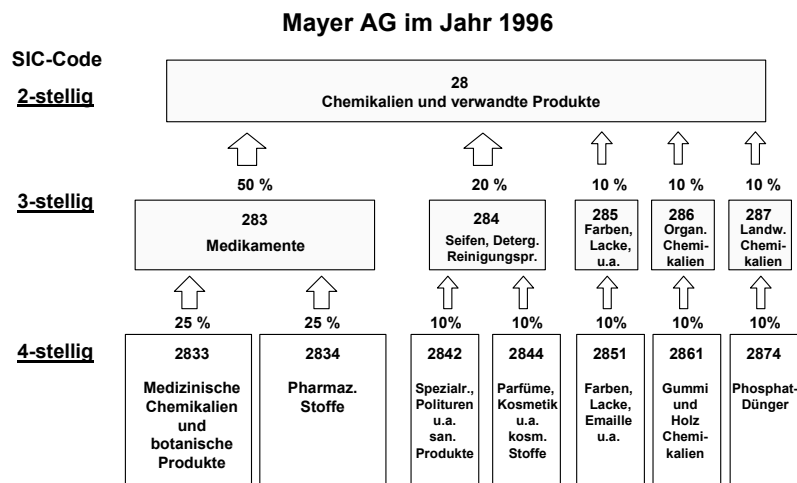 Mayer AG im Jahr 1996
SIC-Code
2-stellig
28
Chemikalien und verwandte Produkte
50 %
20 %
10 %
10 %
10 %
3-stellig
283
Medikamente
284
Seifen, Deterg.
Reinigungspr.
285
Farben,
Lacke,
u.a.
286
Organ.
Chemi-
kalien
287
Landw.
Chemi-
kalien
25 %
25 %
10%
10%
10%
10%
10%
4-stellig
2833
Medizinische
Chemikalien
und
botanische
Produkte
2834
Pharmaz.
Stoffe
2842
Spezialr.,
Polituren
u.a.
san.
Produkte
2844
Parfüme,
Kosmetik
u.a.
kosm.
Stoffe
2851
Farben,
Lacke,
Emaille
u.a.
2861
Gummi
und
Holz
Chemi-
kalien
2874
Phosphat-
Dünger